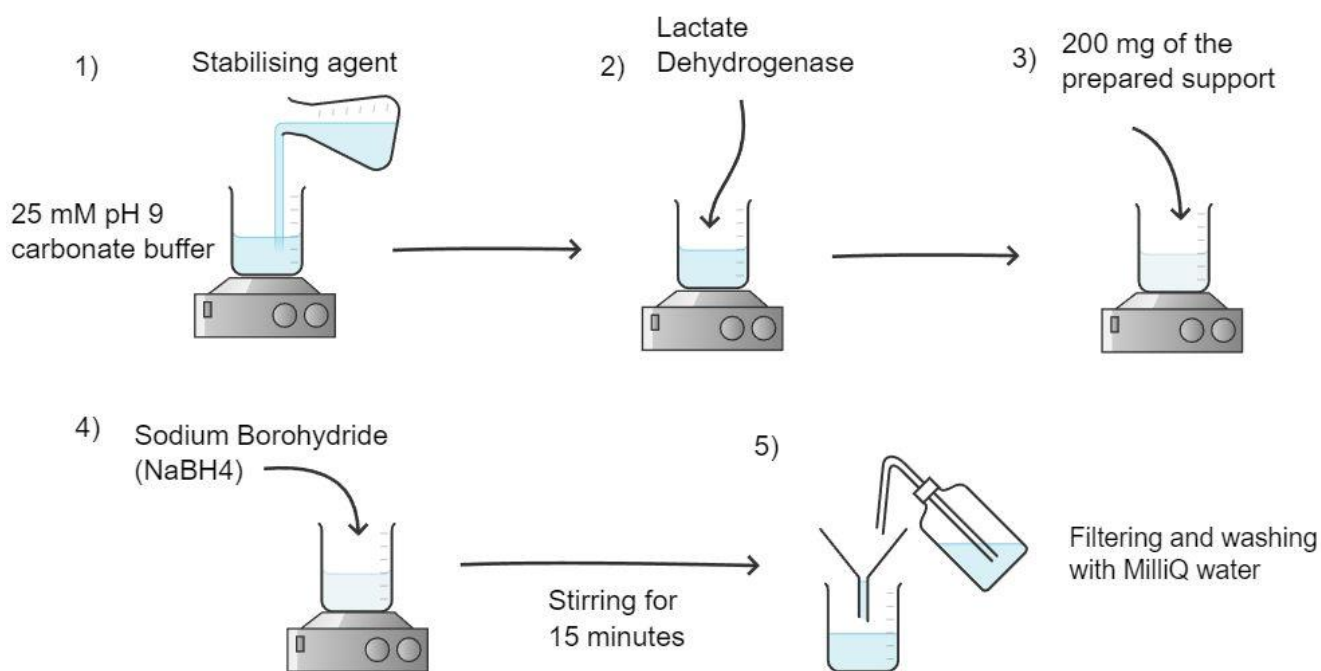 1)
Stabilising agent
25 mM pH 9
carbonate buffer
2)
Lactate
Dehydrogenase
3)
200 mg of the
prepared support
4)
Sodium Borohydride
(NaBH4)
Stirring for
15 minutes
5)
Filtering and washing
with MilliQ water